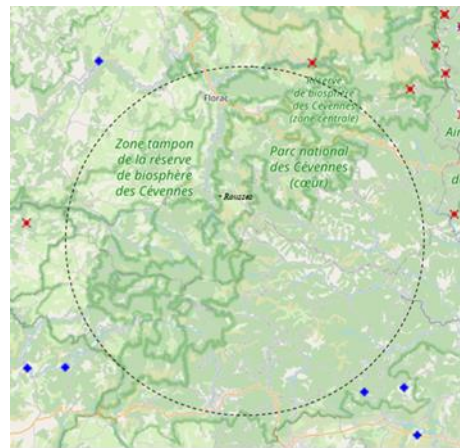 Réserve
de biosphère
des Cévennes
(zone centrale)
Florac
Zone tampon
de la réserve
de biosphère
des Cévennes
Parc national
des Cévennes
(cœur)
Rousses
Air
d